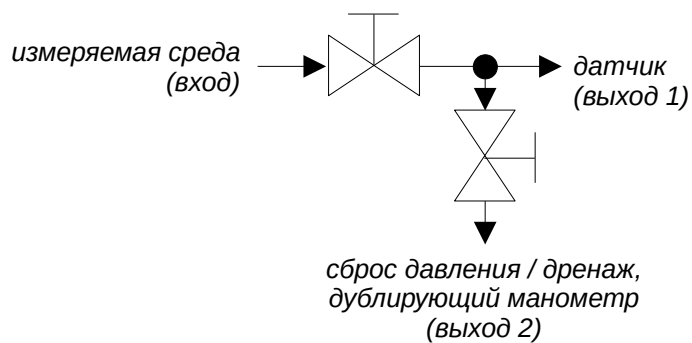 измеряемая среда
(вход)
датчик
(выход 1)
сброс давления / дренаж,
дублирующий манометр
(выход 2)